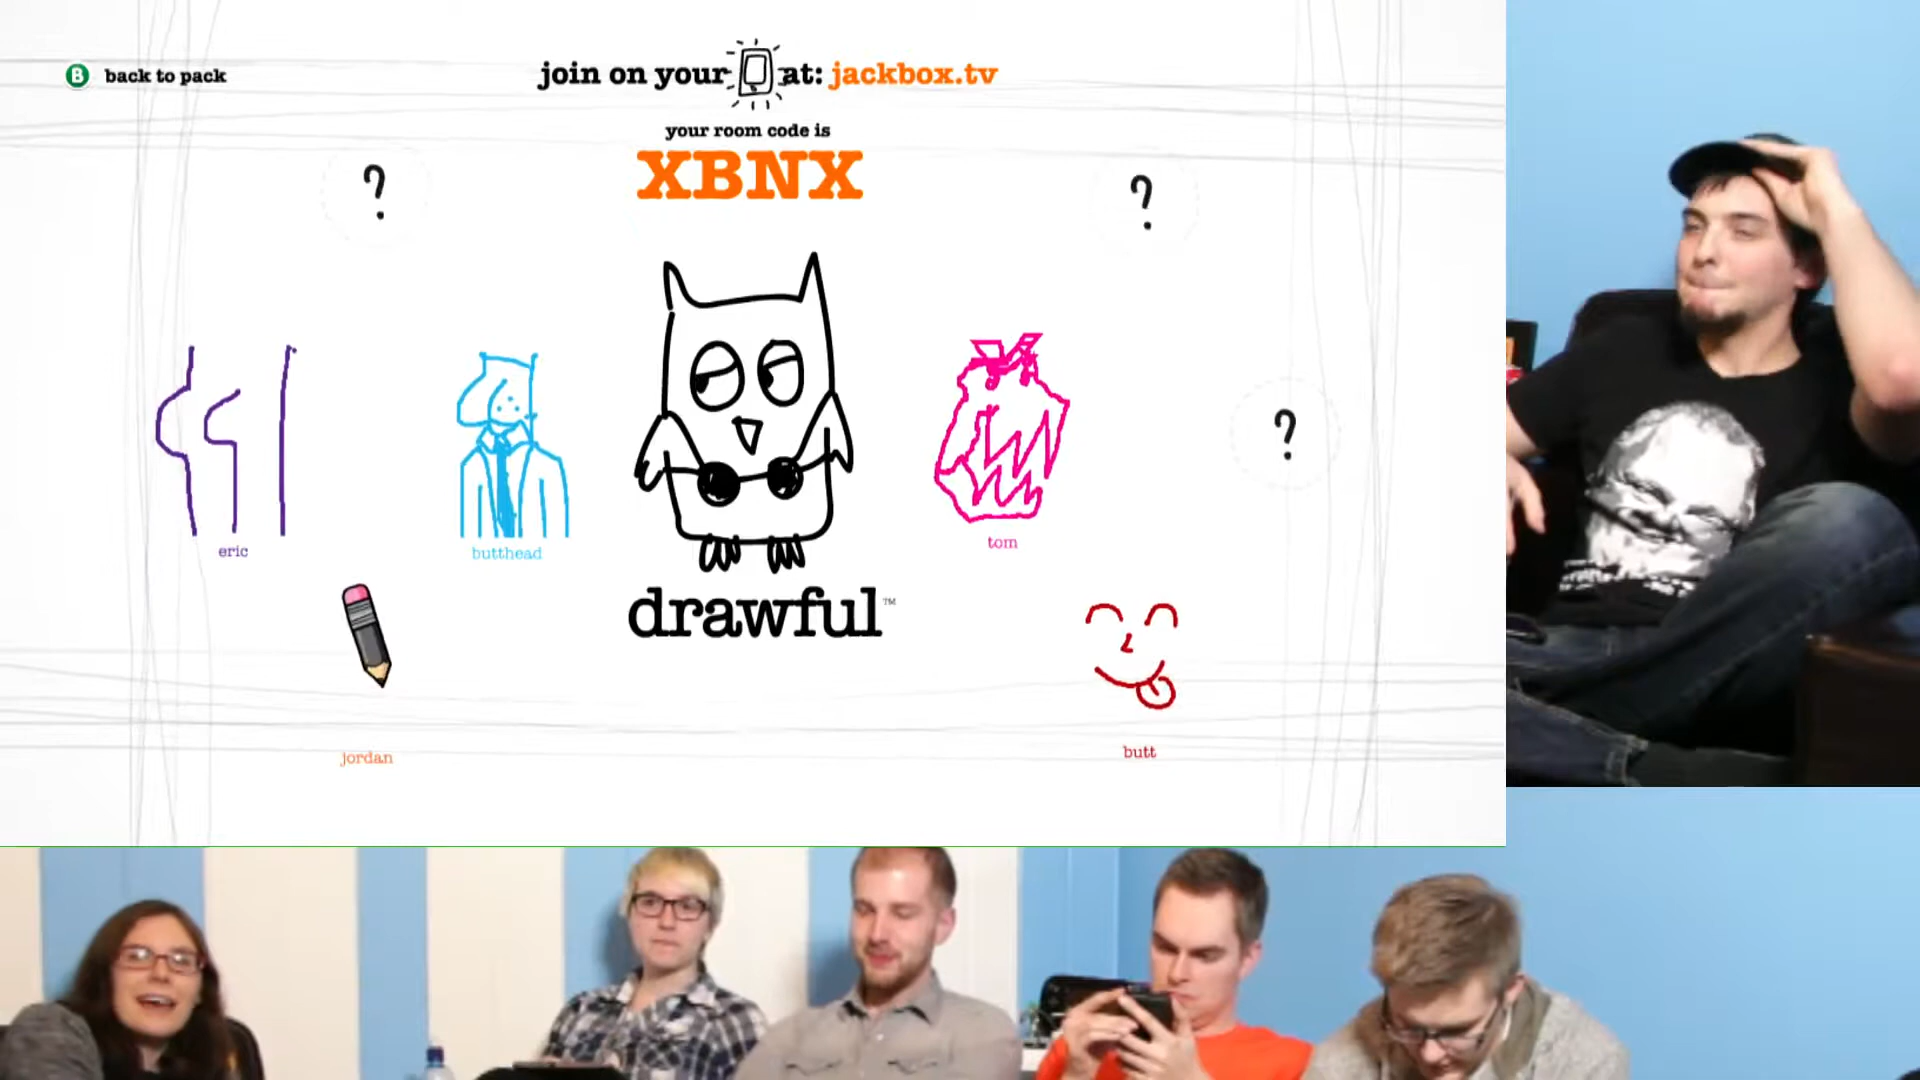 B back to pack
join on your at: jackbox.tv
your room code is
XBNX
?
?
?
eric
butthead
tom
drawful™
jordan
butt